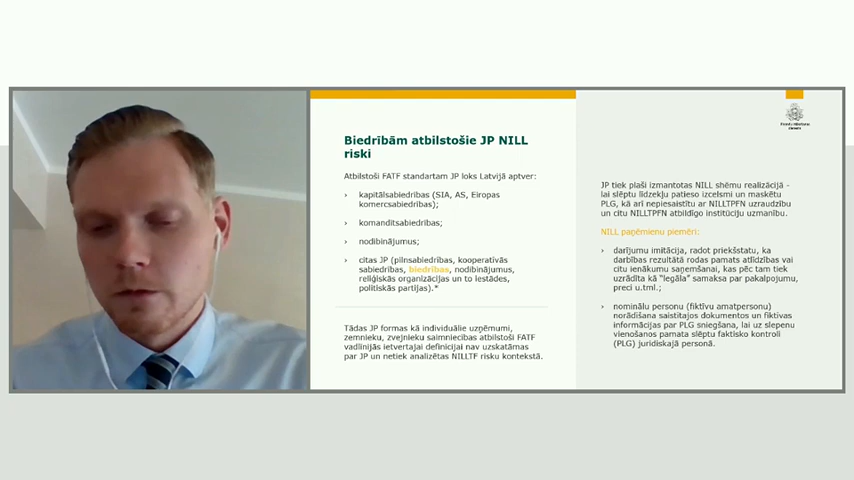 Biedrībām atbilstošie JP NILL
riski
Atbilstoši FATF standartam JP loks Latvijā aptver:
› kapitālsabiedrības (SIA, AS, Eiropas
komercsabiedrības);
› komandītsabiedrības;
› nodibinājumus;
› citas JP (pilnsabiedrības, kooperatīvās
sabiedrības, biedrības, nodibinājumus,
reliģiskās organizācijas un to iestādes,
politiskās partijas).*
Tādas JP formas kā individuālie uzņēmumi,
zemnieku, zvejnieku saimniecības atbilstoši FATF
vadlīnijās ietvertajai definīcijai nav uzskatāmas
par JP un netiek analizētas NILLTF risku kontekstā.
JP tiek plaši izmantotas NILL shēmu realizācijā -
lai slēptu līdzekļu patieso izcelsmi un maskētu
PLG, kā arī nepiesaistītu ar NILLTPFN uzraudzību
un citu NILLTPFN atbildīgo institūciju uzmanību.
NILL paņēmienu piemēri:
› darījumu imitācija, radot priekšstatu, ka
darbības rezultātā rodas pamats atlīdzības vai
citu ienākumu saņemšanai, kas pēc tam tiek
uzrādīta kā "legāla" samaksa par pakalpojumu,
preci u.tml.;
› nominālu personu (fiktīvu amatpersonu)
norādīšana saistītajos dokumentos un fiktīvas
informācijas par PLG sniegšana, lai uz slepenu
vienošanos pamata slēptu faktisko kontroli
(PLG) juridiskajā personā.